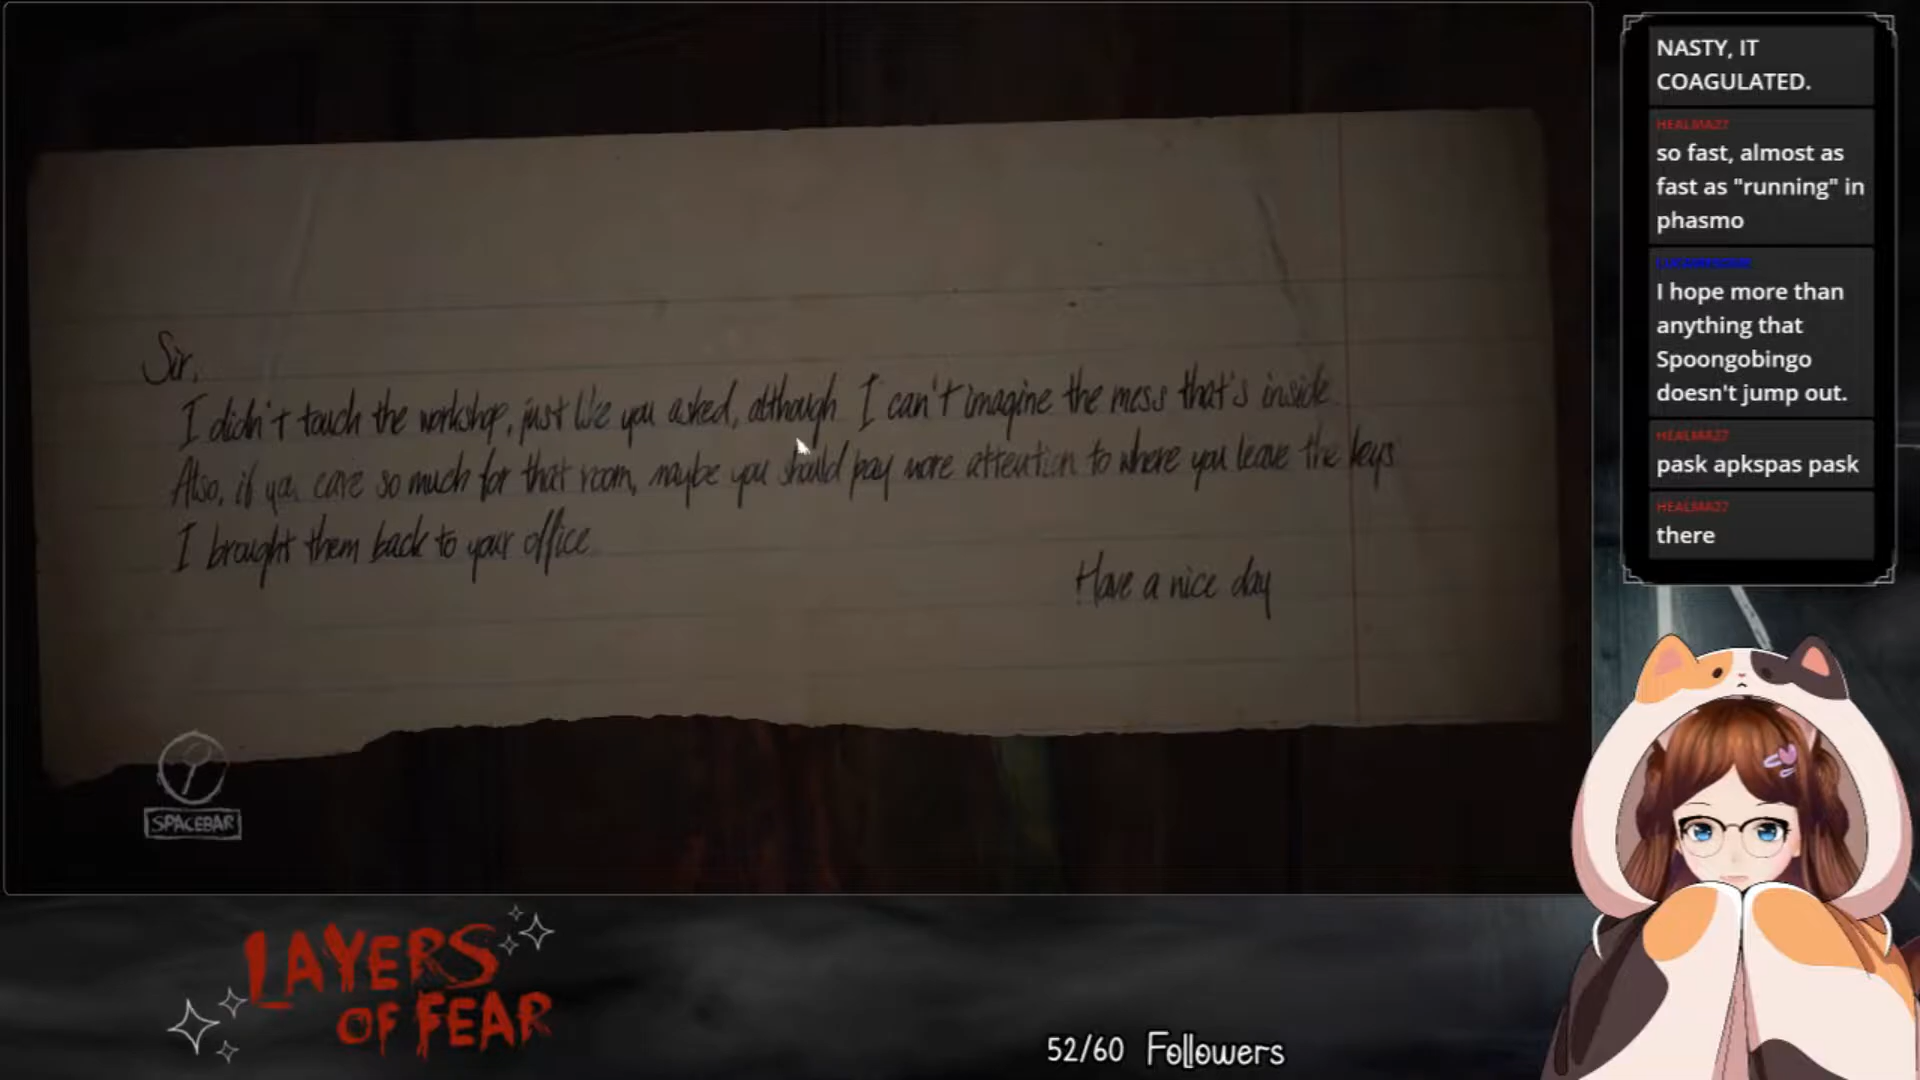 Sir,
I didn't touch the workshop, just like you asked, although I can't imagine the mess that's inside.
Also, if you care so much for that room, maybe you should pay more attention to where you leave the keys
I brought them back to your office
Have a nice day
SPACEBAR
NASTY, IT
COAGULATED.
HEALMA27
so fast, almost as
fast as "running" in
phasmo
I hope more than
anything that
Spoongobingo
doesn't jump out.
HEALMA27
pask apkspas pask
HEALMA27
there
LAYERS
OF FEAR
52/60 Followers